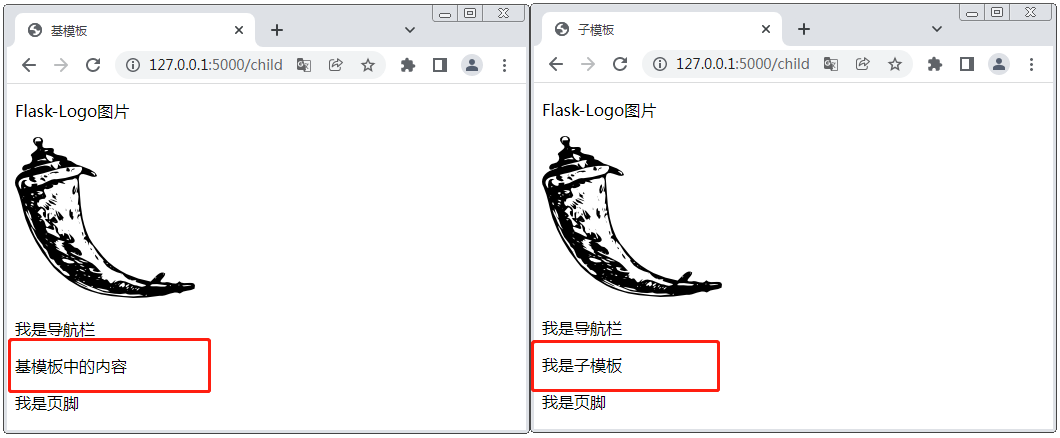 基模板
127.0.0.1:5000/child
Flask-Logo图片
我是导航栏
基模板中的内容
我是页脚
子模板
127.0.0.1:5000/child
Flask-Logo图片
我是导航栏
我是子模板
我是页脚